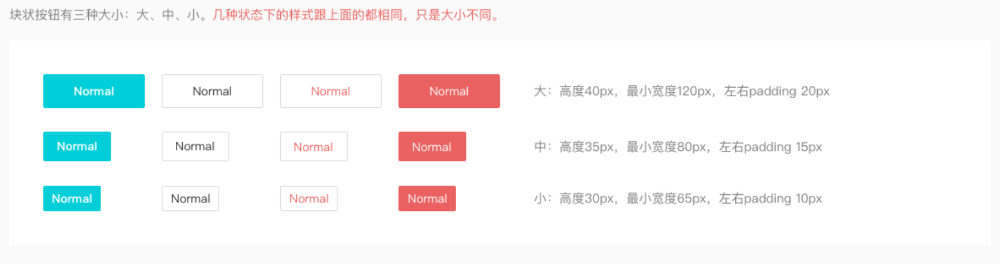 块状按钮有三种大小：大、中、小。几种状态下的样式跟上面的都相同，只是大小不同。
Normal Normal Normal Normal 大：高度40px，最小宽度120px，左右padding 20px
Normal Normal Normal Normal 中：高度35px，最小宽度80px，左右padding 15px
Normal Normal Normal Normal 小：高度30px，最小宽度65px，左右padding 10px